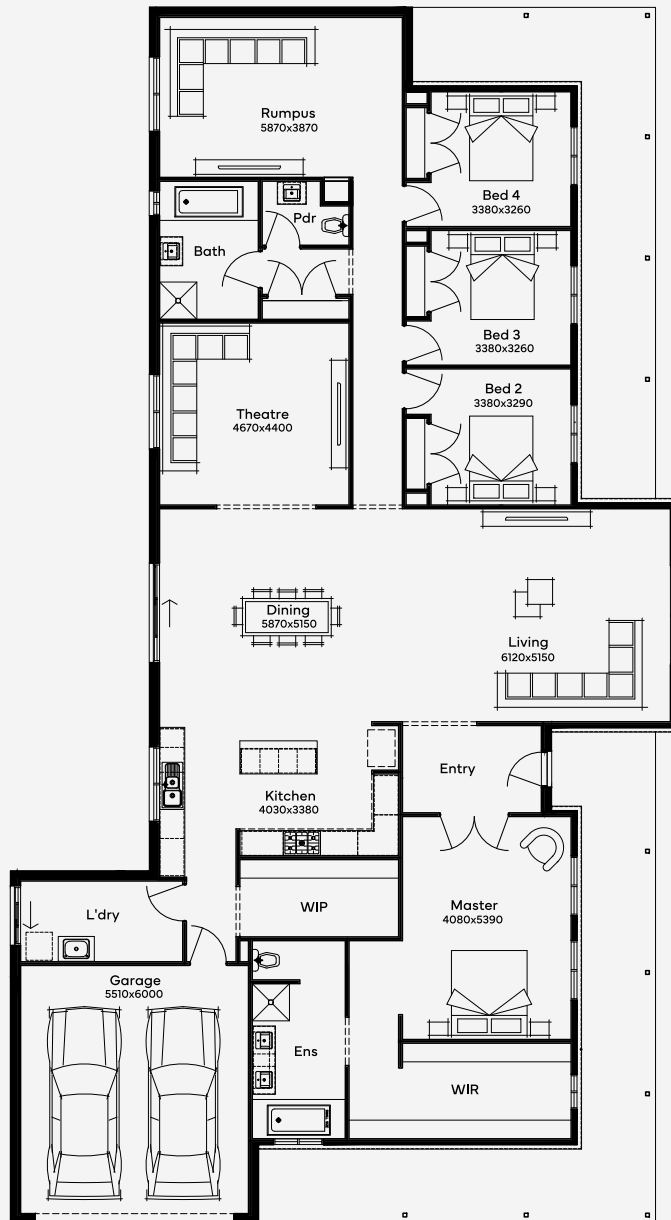 Rumpus
5870x3870
Bed 4
3380x3260
Pdr
Bath
Bed 3
3380x3260
Bed 2
3380x3290
Theatre
4670x4400
Dining
5870x5150
Living
6120x5150
Entry
Kitchen
4030x3380
WIP
Master
4080x5390
L'dry
Garage
5510x6000
Ens
WIR